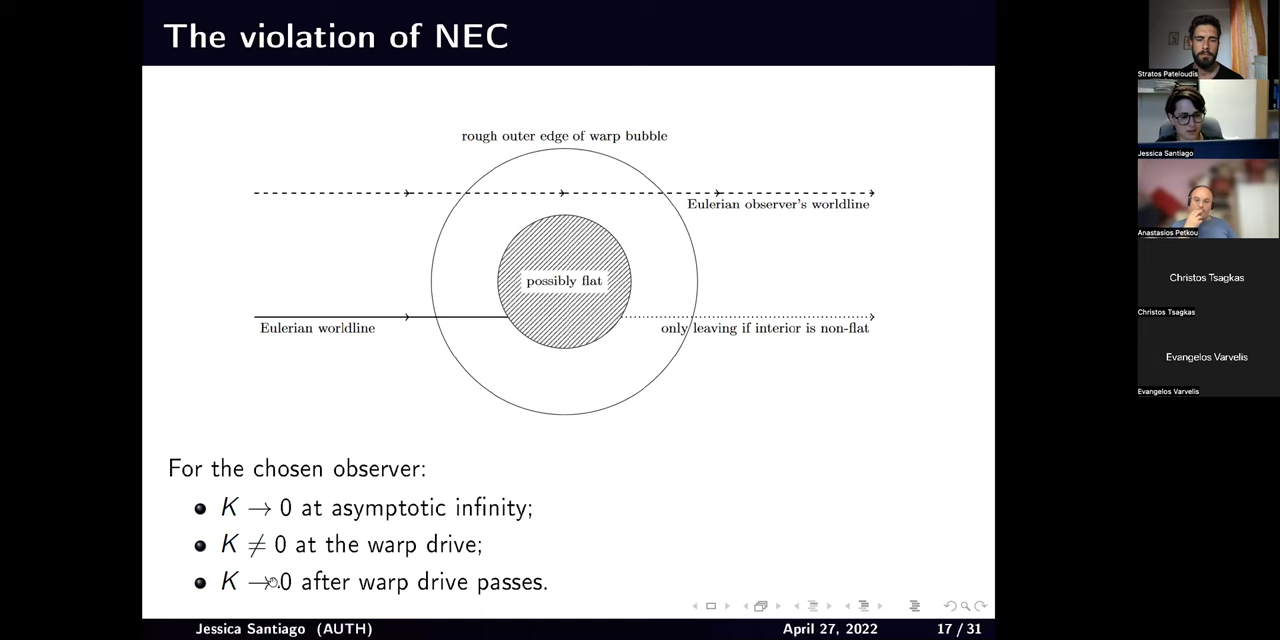 The violation of NEC
rough outer edge of warp bubble
Eulerian observer's worldline
possibly flat
Eulerian worldline
only leaving if interior is non-flat
For the chosen observer:
K → 0 at asymptotic infinity;
K ≠ 0 at the warp drive;
K → 0 after warp drive passes.
Jessica Santiago (AUTH)
April 27, 2022
17 / 31
Stratos Pateloudis
Jessica Santiago
Anastasios Petkou
Christos Tsagkas
Christos Tsagkas
Evangelos Varvelis
Evangelos Varvelis